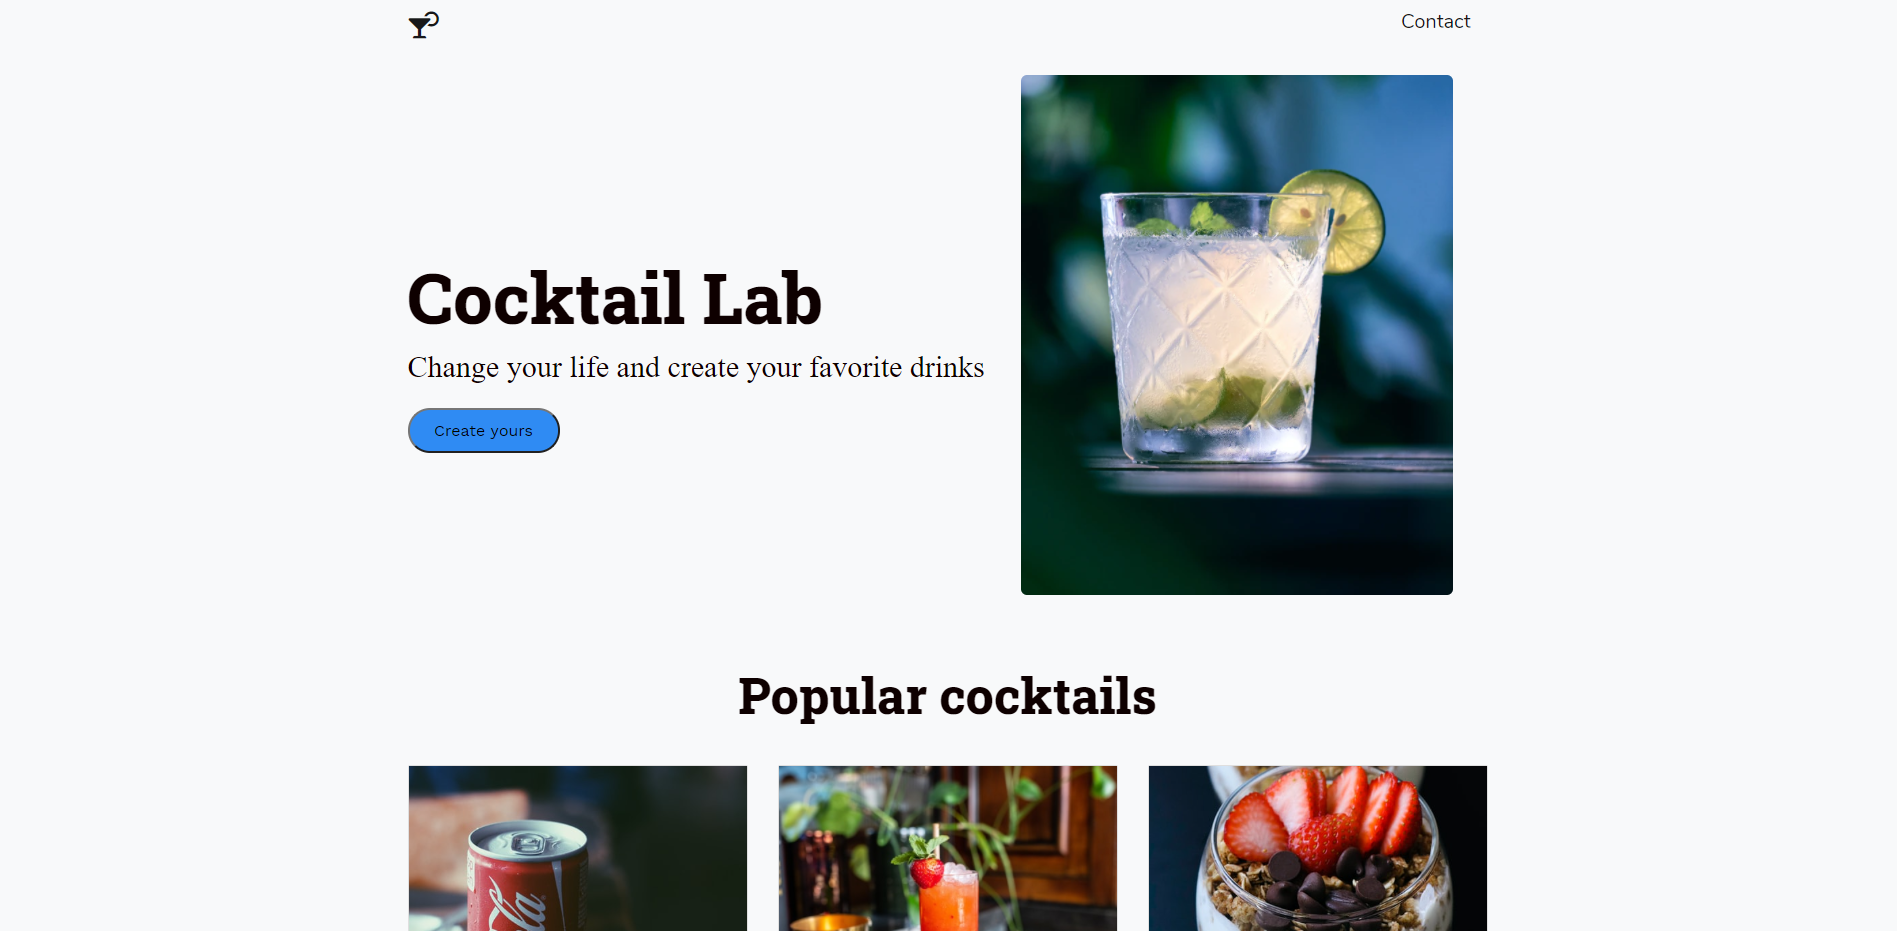 Contact
Cocktail Lab
Change your life and create your favorite drinks
Create yours
Popular cocktails